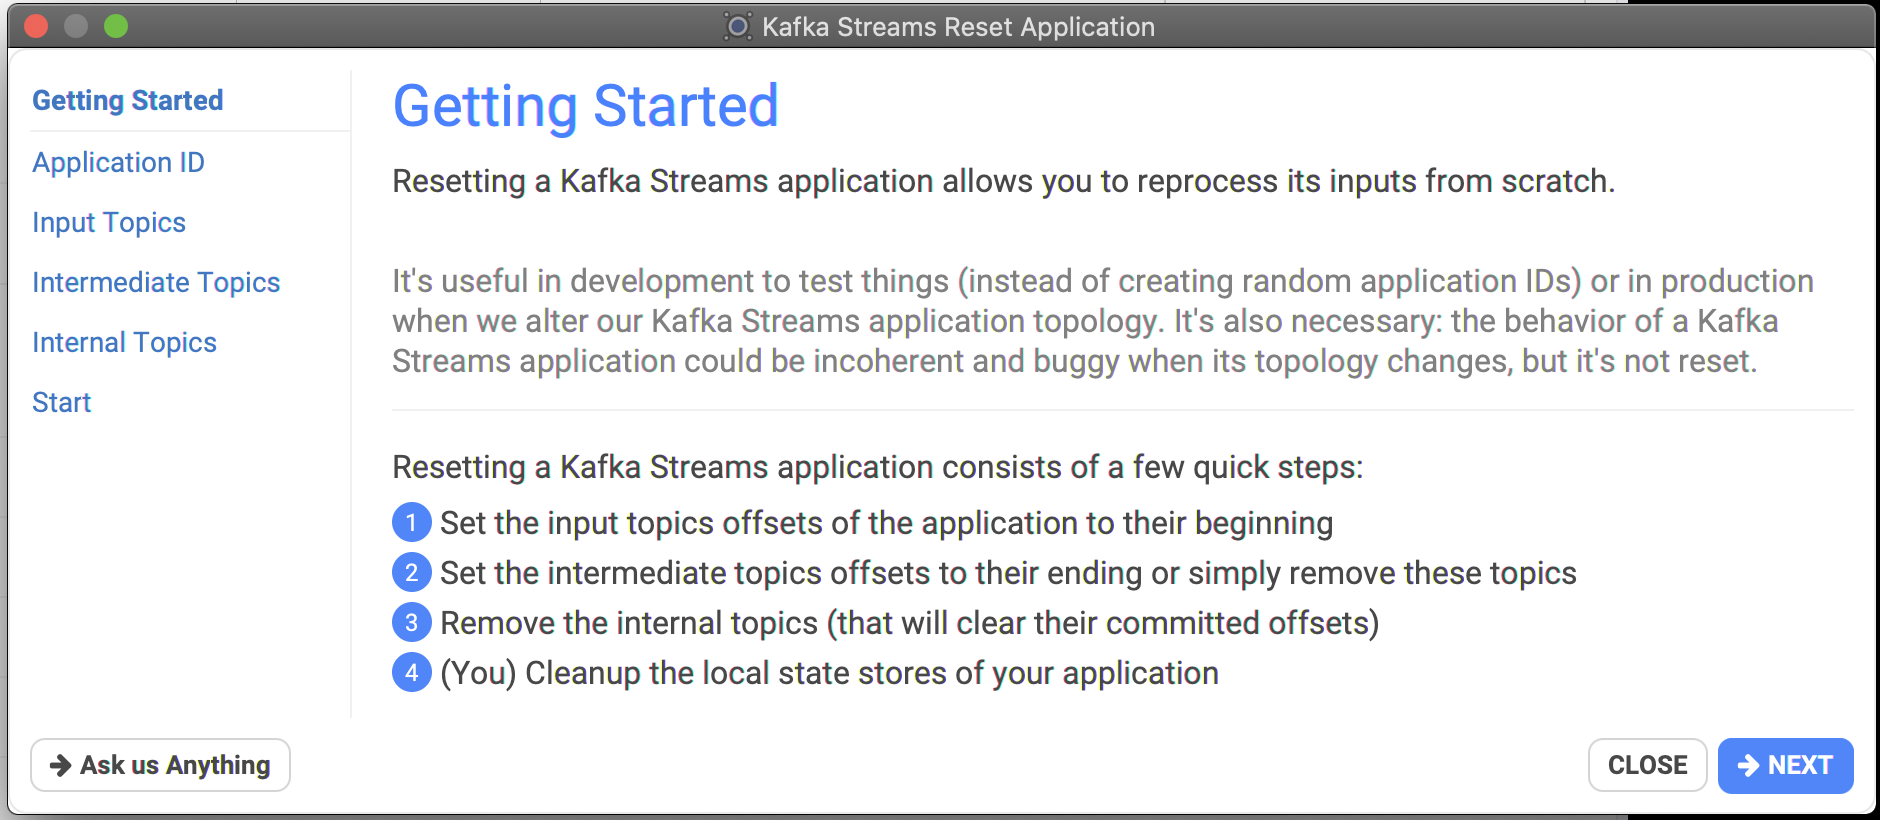 Kafka Streams Reset Application
Getting Started
Application ID
Input Topics
Intermediate Topics
Internal Topics
Start
Getting Started
Resetting a Kafka Streams application allows you to reprocess its inputs from scratch.
It's useful in development to test things (instead of creating random application IDs) or in production
when we alter our Kafka Streams application topology. It's also necessary: the behavior of a Kafka
Streams application could be incoherent and buggy when its topology changes, but it's not reset.
Resetting a Kafka Streams application consists of a few quick steps:
1 Set the input topics offsets of the application to their beginning
2 Set the intermediate topics offsets to their ending or simply remove these topics
3 Remove the internal topics (that will clear their committed offsets)
4 (You) Cleanup the local state stores of your application
Ask us Anything
CLOSE
NEXT